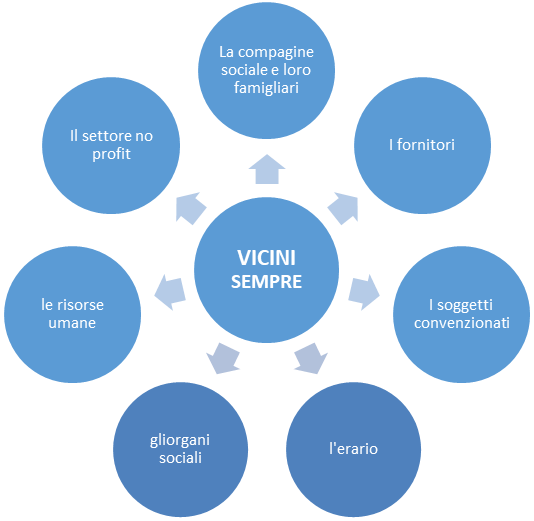 La compagine
sociale e loro
famigliari
I fornitori
I soggetti
convenzionati
l'erario
gliorgani
sociali
le risorse
umane
Il settore no
profit
VICINI
SEMPRE